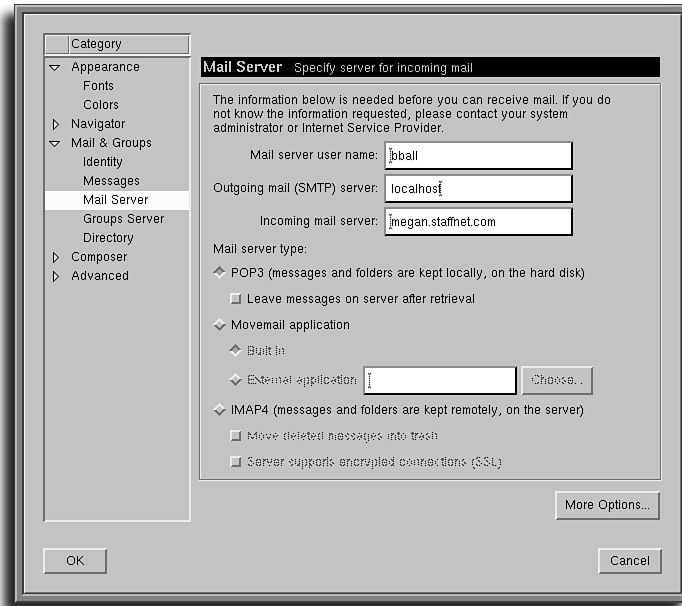 Category
Appearance
Fonts
Colors
Navigator
Mail & Groups
Identity
Messages
Mail Server
Groups Server
Directory
Composer
Advanced
Mail Server Specify server for incoming mail
The information below is needed before you can receive mail. If you do
not know the information requested, please contact your system
administrator or Internet Service Provider.
Mail server user name: bball
Outgoing mail (SMTP) server: localhost
Incoming mail server: megan.staffnet.com
Mail server type:
POP3 (messages and folders are kept locally, on the hard disk)
Leave messages on server after retrieval
Movemail application
Built in
External application Choose..
IMAP4 (messages and folders are kept remotely, on the server)
Move deleted messages into trash
Server supports encrypted connections (SSL)
More Options...
OK Cancel